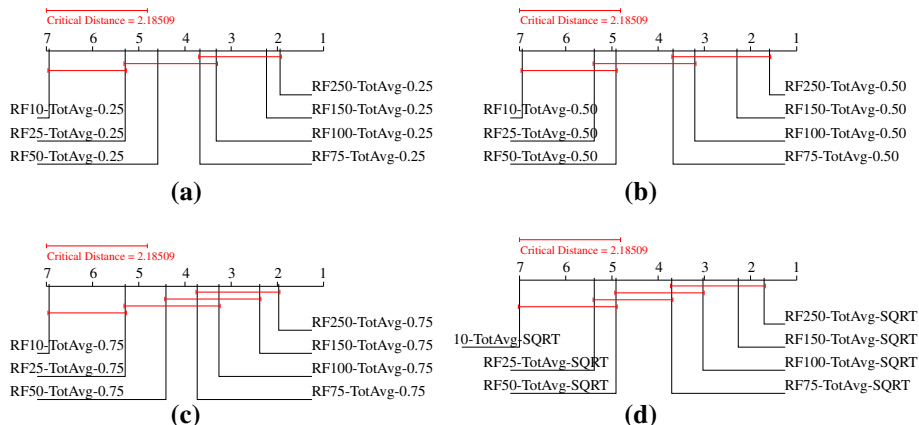 Critical Distance = 2.18509
7 6 5 4 3 2 1
RF250-TotAvg-0.25
RF10-TotAvg-0.25
RF150-TotAvg-0.25
RF25-TotAvg-0.25
RF100-TotAvg-0.25
RF50-TotAvg-0.25
RF75-TotAvg-0.25
(a)
Critical Distance = 2.18509
7 6 5 4 3 2 1
RF250-TotAvg-0.50
RF10-TotAvg-0.50
RF150-TotAvg-0.50
RF25-TotAvg-0.50
RF100-TotAvg-0.50
RF50-TotAvg-0.50
RF75-TotAvg-0.50
(b)
Critical Distance = 2.18509
7 6 5 4 3 2 1
RF250-TotAvg-0.75
RF10-TotAvg-0.75
RF150-TotAvg-0.75
RF25-TotAvg-0.75
RF100-TotAvg-0.75
RF50-TotAvg-0.75
RF75-TotAvg-0.75
(c)
Critical Distance = 2.18509
7 6 5 4 3 2 1
RF250-TotAvg-SQRT
10-TotAvg-SQRT
RF150-TotAvg-SQRT
RF25-TotAvg-SQRT
RF100-TotAvg-SQRT
RF50-TotAvg-SQRT
RF75-TotAvg-SQRT
(d)